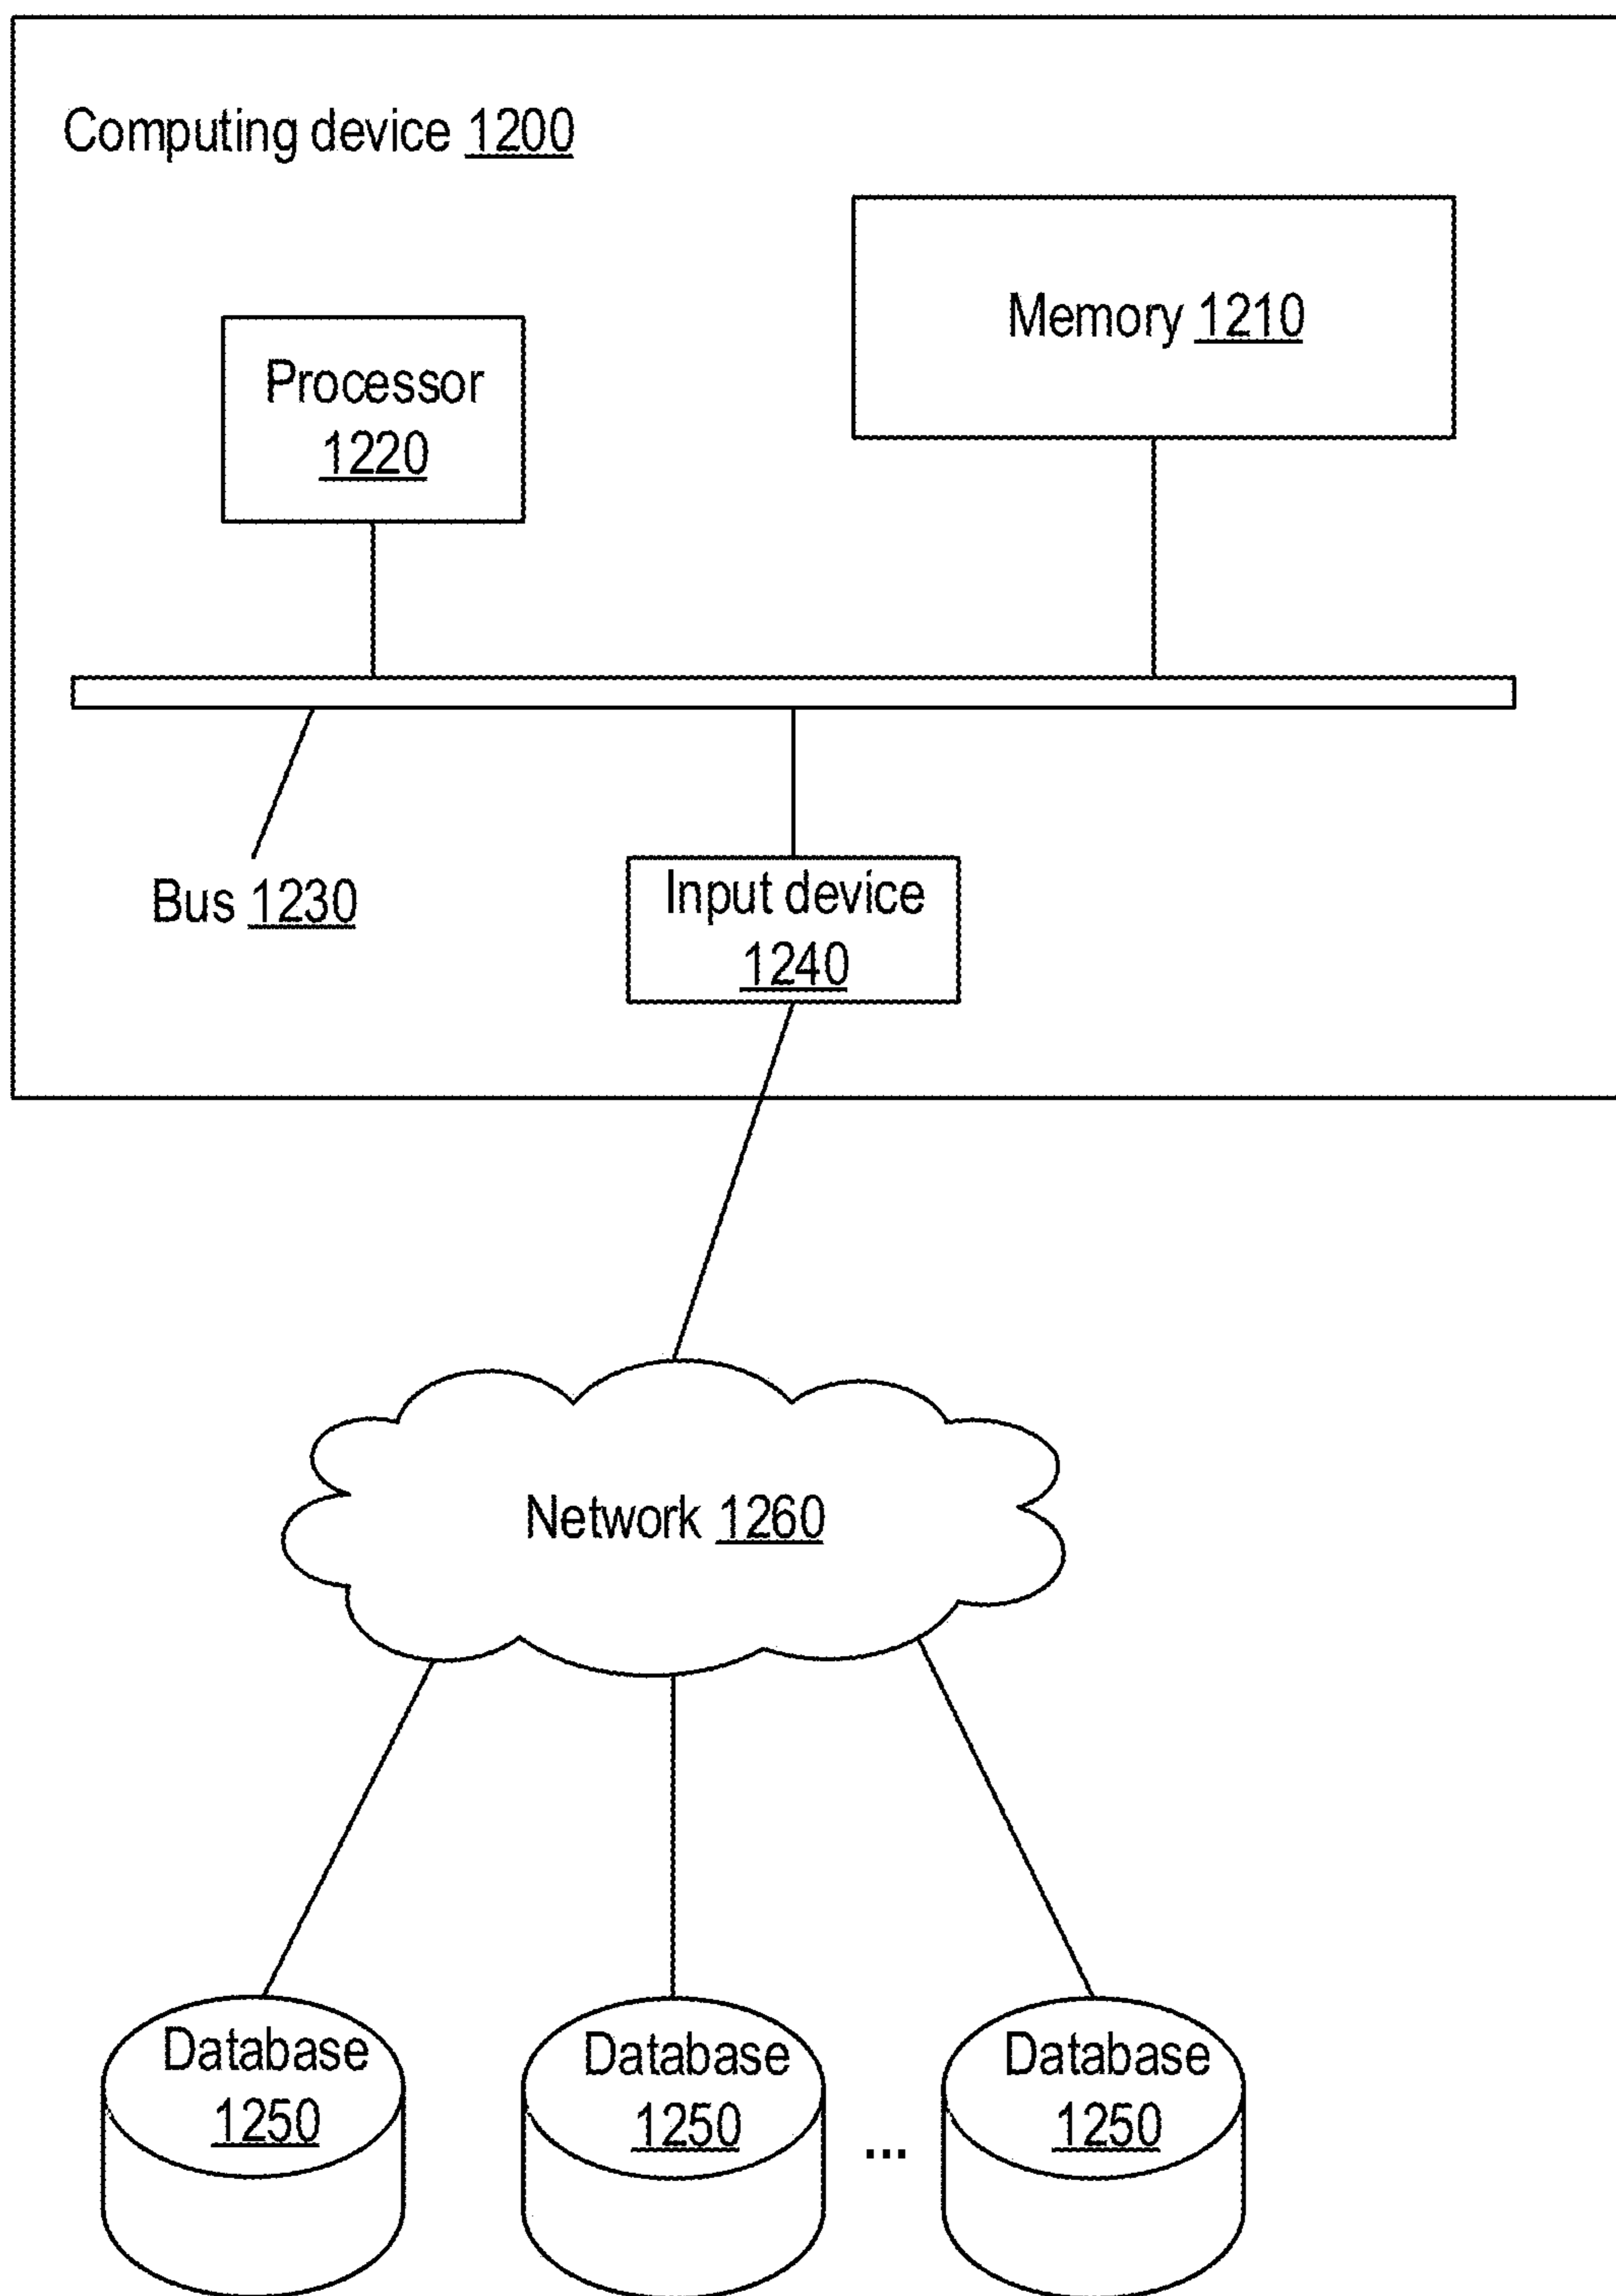 Computing device 1200
Memory 1210
Processor
1220
Bus 1230
Input device
1240
Network 1260
Database
1250
Database
1250
...
Database
1250